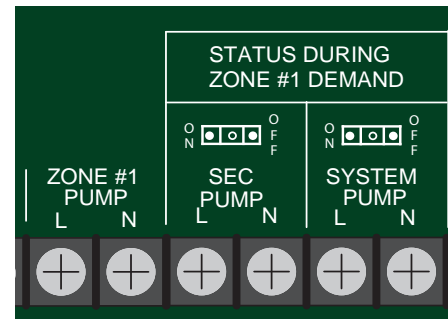 STATUS DURING
ZONE #1 DEMAND
ON OFF ON OFF
ZONE #1 SEC SYSTEM
PUMP PUMP PUMP
L N L N L N